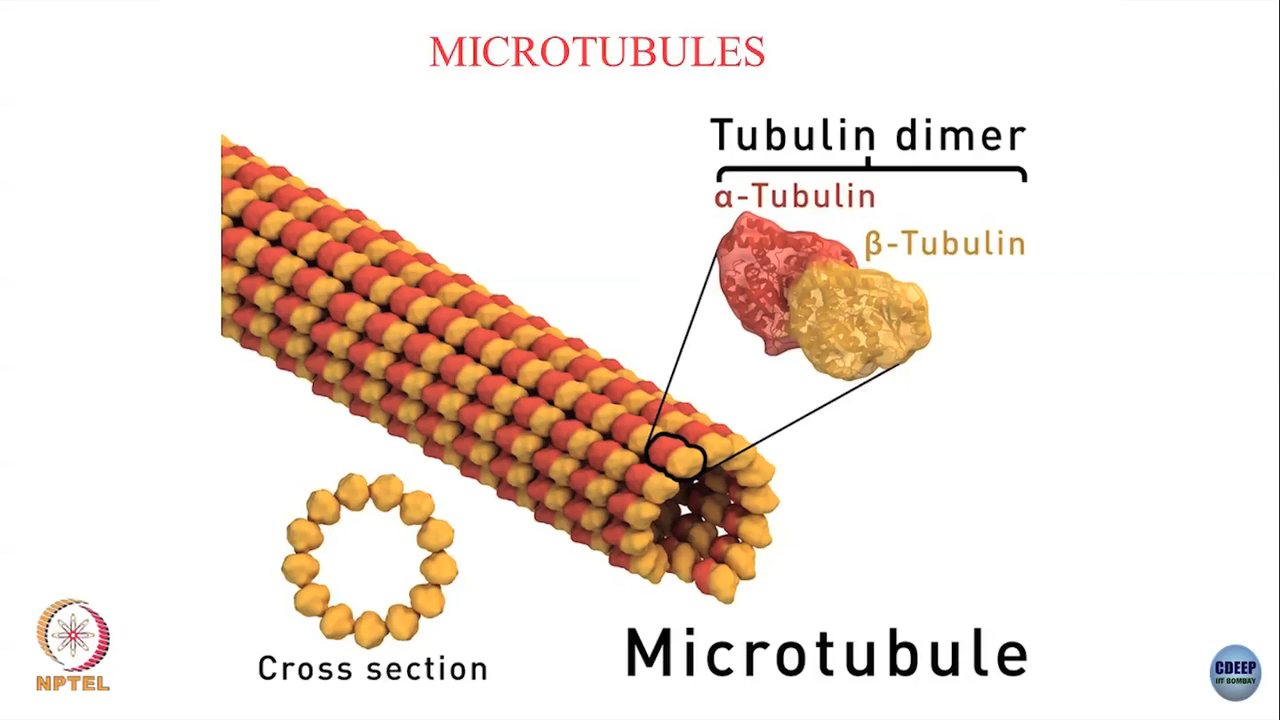 MICROTUBULES
Tubulin dimer
α-Tubulin
β-Tubulin
Cross section
Microtubule
NPTEL
CDEEP
IIT BOMBAY